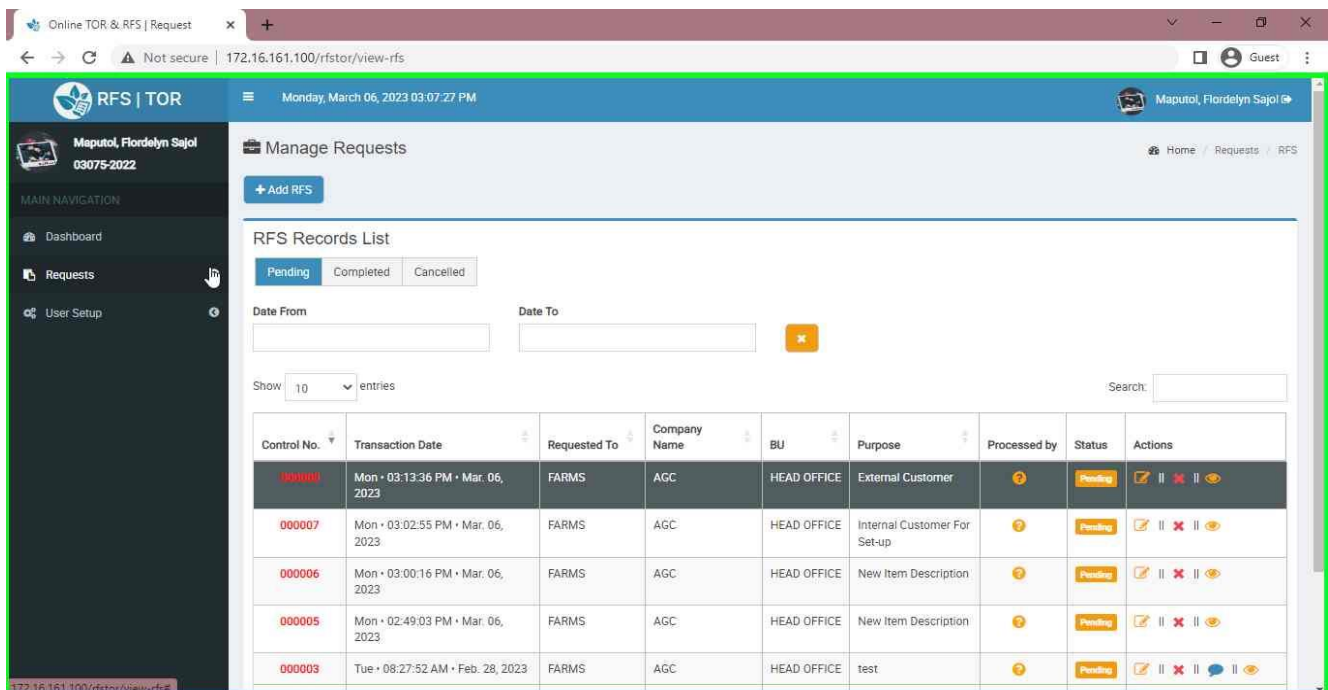 Online TOR & RFS | Request
Not secure | 172.16.161.100/rfstor/view-rfs
Guest
RFS | TOR
Monday, March 06, 2023 03:07:27 PM
Maputol, Flordelyn Sajol
Maputol, Flordelyn Sajol
03075-2022
Manage Requests
Home / Requests / RFS
+ Add RFS
MAIN NAVIGATION
Dashboard
Requests
User Setup
RFS Records List
Pending Completed Cancelled
Date From Date To
Show 10 entries
Search:
Control No. Transaction Date Requested To Company Name BU Purpose Processed by Status Actions
Mon • 03:13:36 PM • Mar. 06, 2023 FARMS AGC HEAD OFFICE External Customer Pending || ||
000007 Mon • 03:02:55 PM • Mar. 06, 2023 FARMS AGC HEAD OFFICE Internal Customer For Set-up Pending || ||
000006 Mon • 03:00:16 PM • Mar. 06, 2023 FARMS AGC HEAD OFFICE New Item Description Pending || ||
000005 Mon • 02:49:03 PM • Mar. 06, 2023 FARMS AGC HEAD OFFICE New Item Description Pending || ||
000003 Tue • 08:27:52 AM • Feb. 28, 2023 FARMS AGC HEAD OFFICE test Pending || || ||